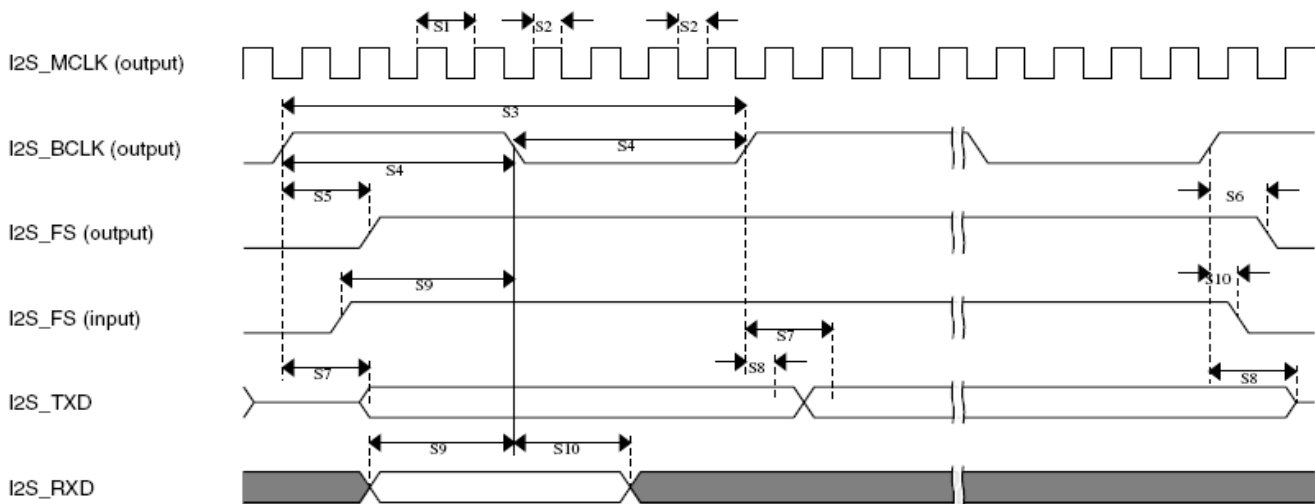 S1
S2
S2
I2S_MCLK (output)
S3
I2S_BCLK (output)
S4
S4
S5
S6
I2S_FS (output)
S9
S10
I2S_FS (input)
S7
S7
S8
S8
I2S_TXD
S9
S10
I2S_RXD